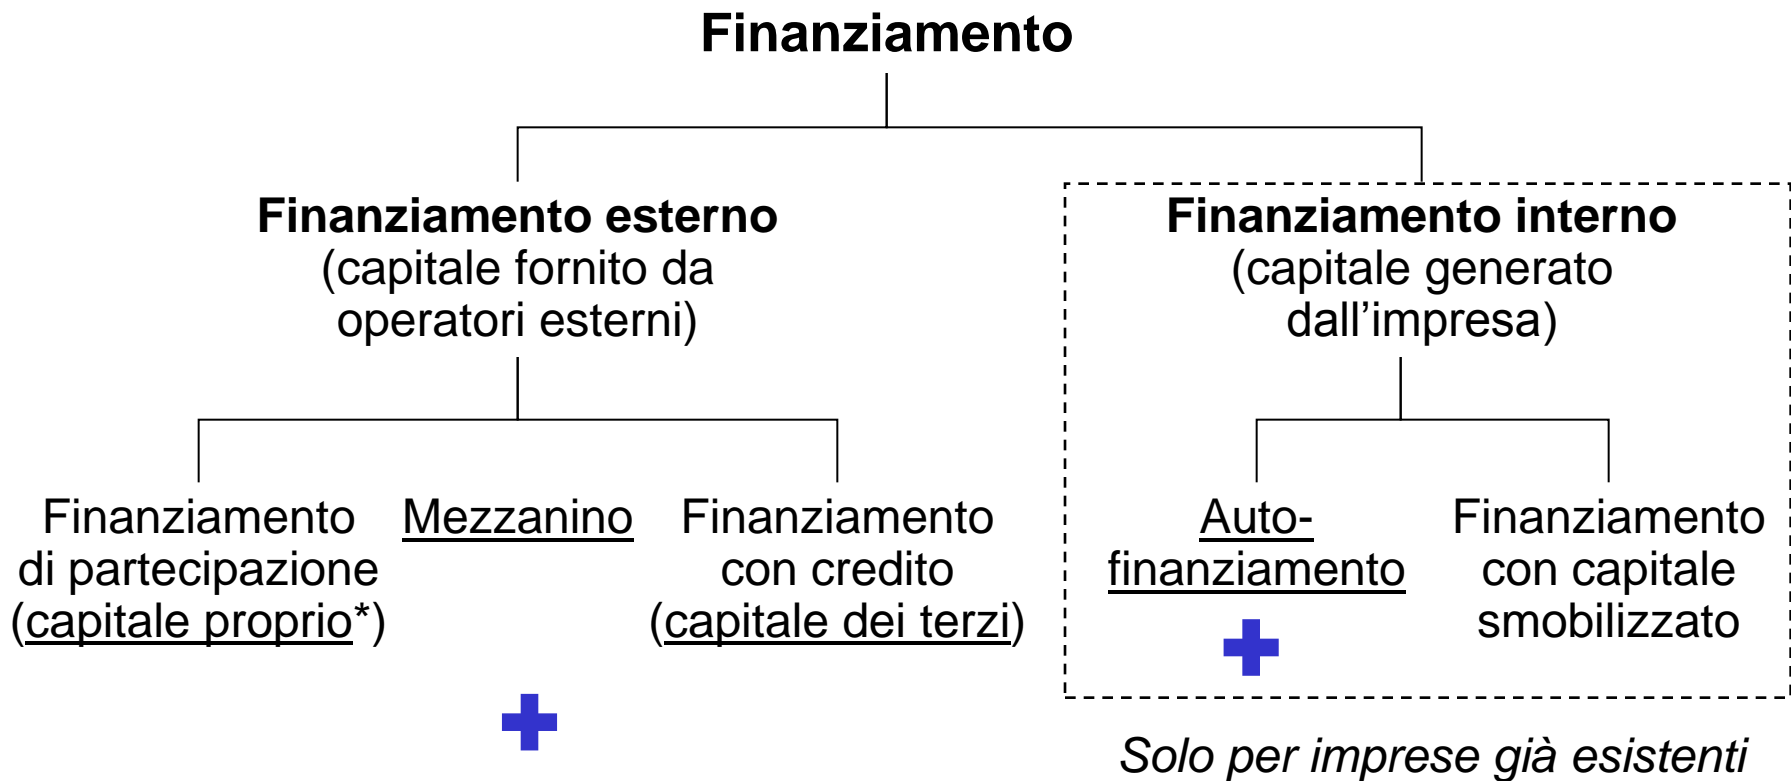 Finanziamento
Finanziamento esterno
(capitale fornito da
operatori esterni)
Finanziamento interno
(capitale generato
dall’impresa)
Finanziamento
di partecipazione
(capitale proprio*)
Mezzanino
Finanziamento
con credito
(capitale dei terzi)
Auto-
finanziamento
Finanziamento
con capitale
smobilizzato
Solo per imprese già esistenti